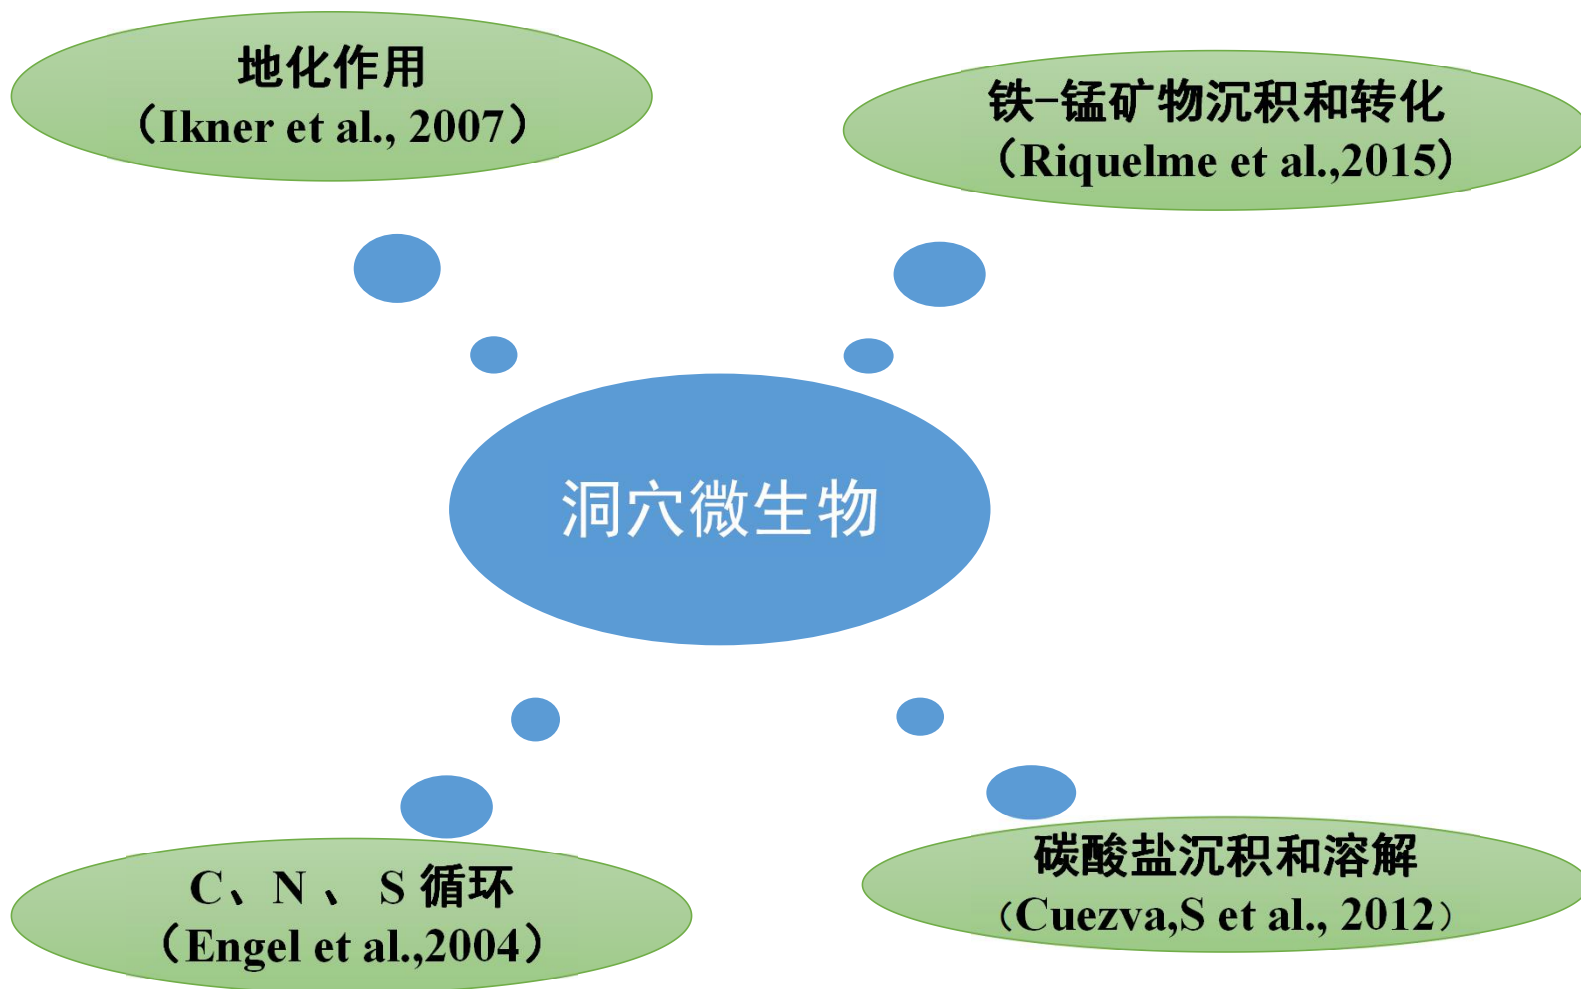 地化作用
（Ikner et al., 2007）
铁-锰矿物沉积和转化
（Riquelme et al.,2015）
洞穴微生物
C、N 、 S 循环
（Engel et al.,2004）
碳酸盐沉积和溶解
（Cuezva,S et al., 2012）